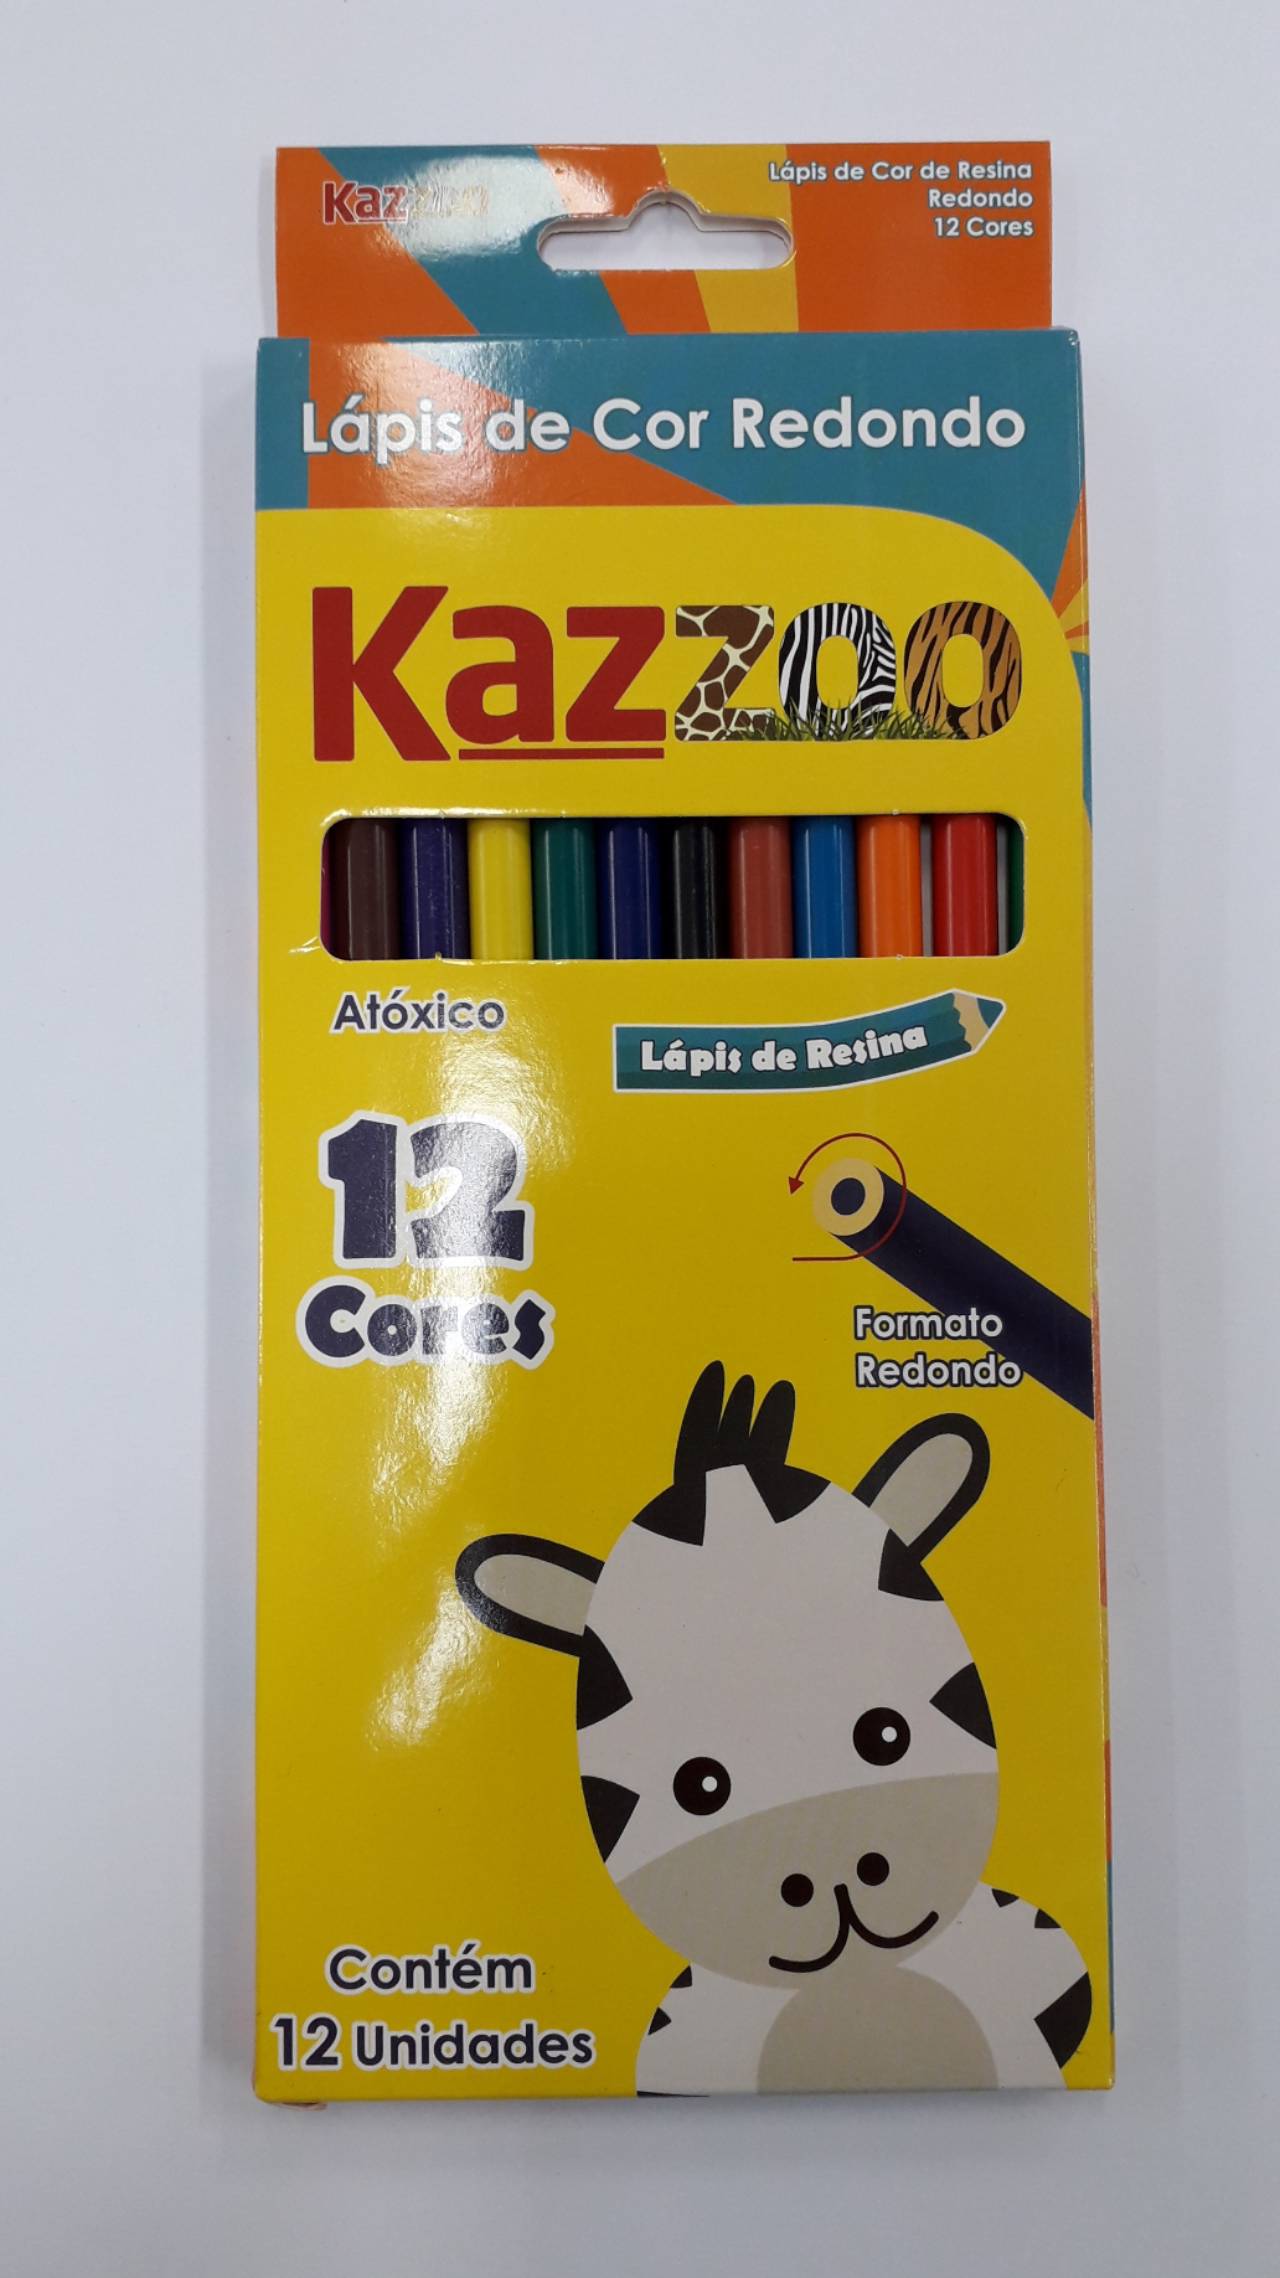 Kazzoo
Lápis de Cor de Resina
Redondo
12 Cores
Lápis de Cor Redondo
Kazzoo
Atóxico
Lápis de Resina
12
Cores
Formato
Redondo
Contém
12 Unidades